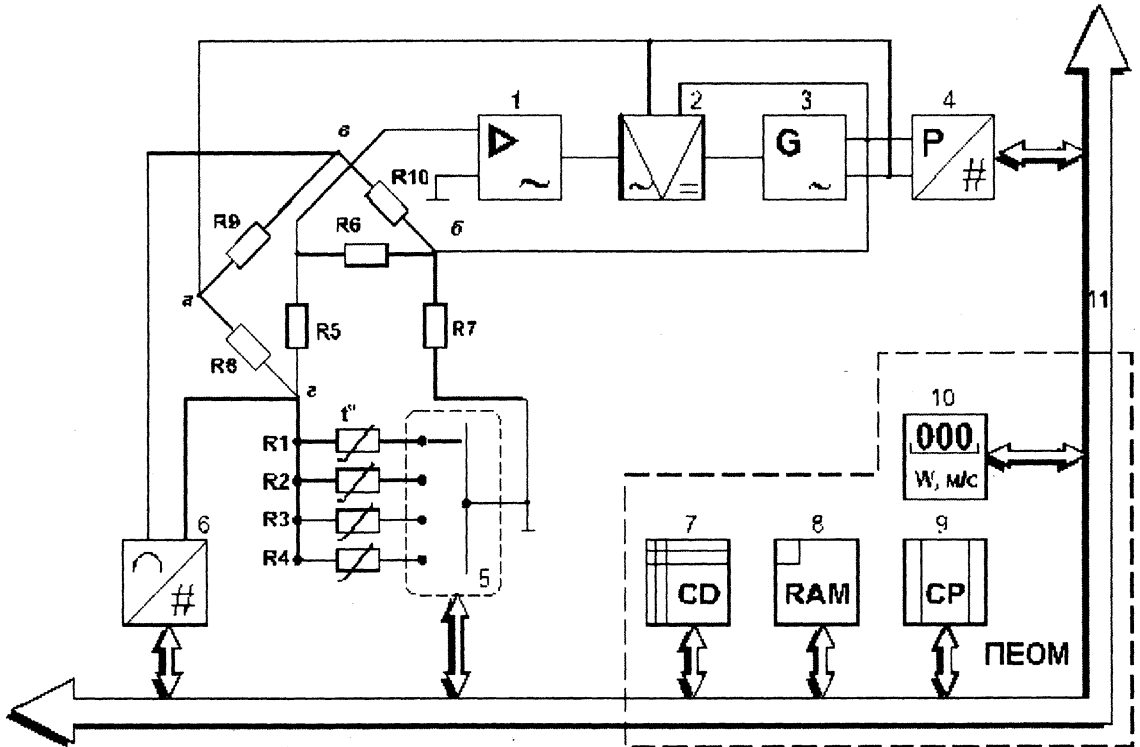 1
2
3
4
в
G
P
R10
~
~
=
~
#
R9
R6
б
а
11
R5
R7
R8
г
10
t°
000
R1
W, м/с
R2
R3
6
7
8
9
R4
5
#
CD
RAM
CP
ПЕОМ